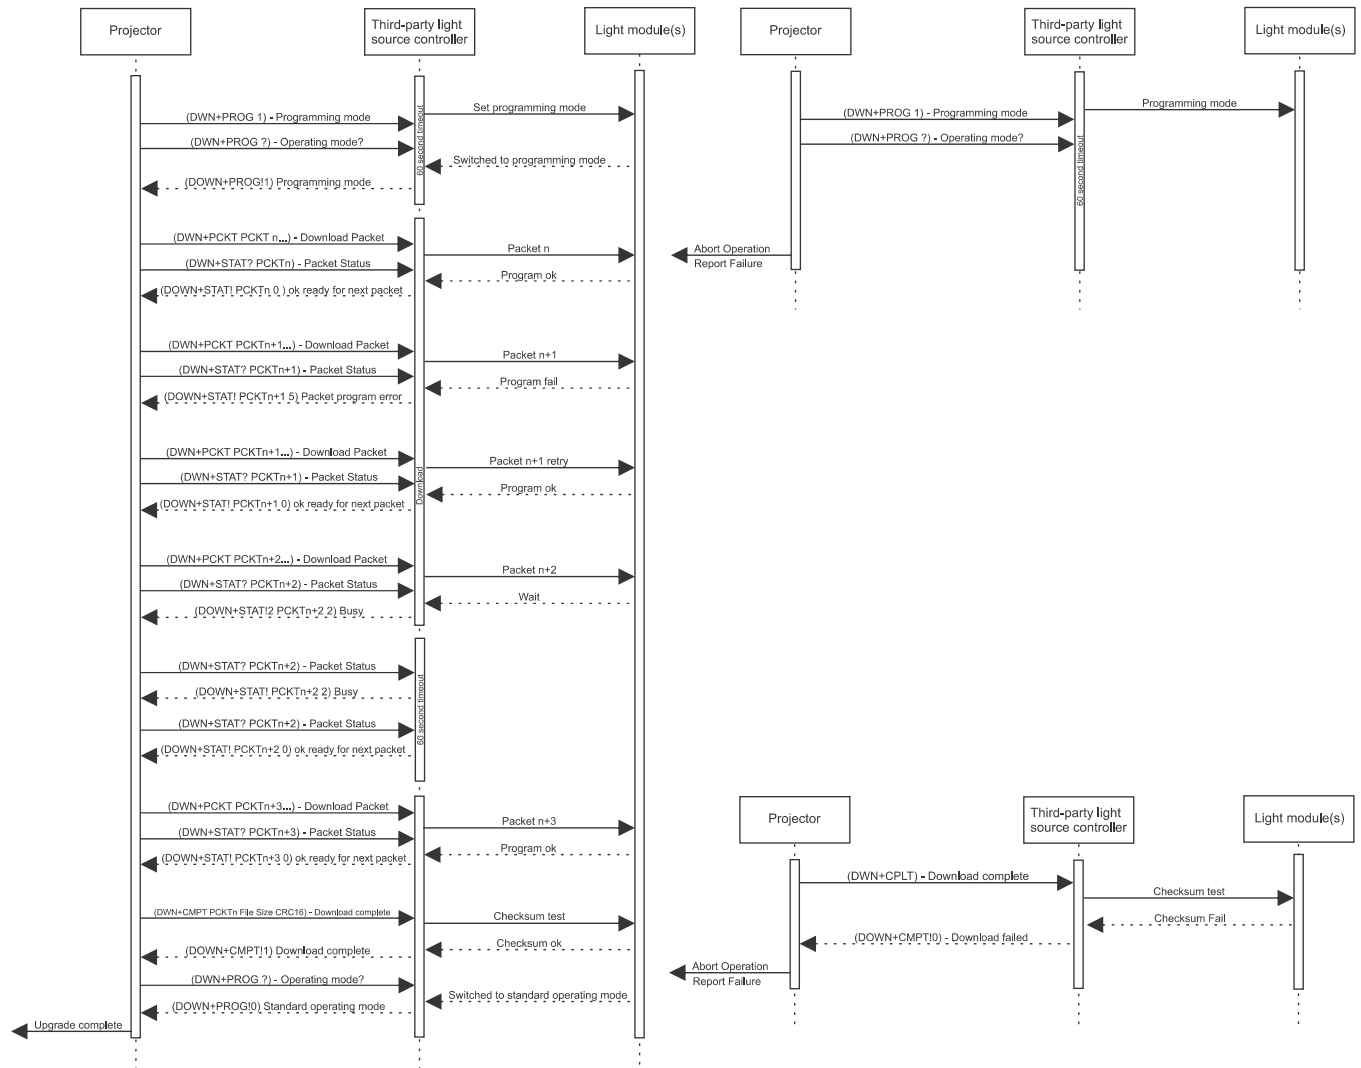 Projector
Third-party light
source controller
Light module(s)
60 second timeout
(DWN+PROG 1) - Programming mode
Set programming mode
(DWN+PROG ?) - Operating mode?
Switched to programming mode
(DOWN+PROG!1) Programming mode
Download
(DWN+PCKT PCKT n...) - Download Packet
Packet n
(DWN+STAT? PCKTn) - Packet Status
Program ok
(DOWN+STAT! PCKTn 0 ) ok ready for next packet
(DWN+PCKT PCKTn+1...) - Download Packet
Packet n+1
(DWN+STAT? PCKTn+1) - Packet Status
Program fail
(DOWN+STAT! PCKTn+1 5) Packet program error
(DWN+PCKT PCKTn+1...) - Download Packet
Packet n+1 retry
(DWN+STAT? PCKTn+1) - Packet Status
Program ok
(DOWN+STAT! PCKTn+1 0) ok ready for next packet
(DWN+PCKT PCKTn+2...) - Download Packet
Packet n+2
(DWN+STAT? PCKTn+2) - Packet Status
Wait
(DOWN+STAT!2 PCKTn+2 2) Busy
60 second timeout
(DWN+STAT? PCKTn+2) - Packet Status
(DOWN+STAT! PCKTn+2 2) Busy
(DWN+STAT? PCKTn+2) - Packet Status
(DOWN+STAT! PCKTn+2 0) ok ready for next packet
(DWN+PCKT PCKTn+3...) - Download Packet
Packet n+3
(DWN+STAT? PCKTn+3) - Packet Status
Program ok
(DOWN+STAT! PCKTn+3 0) ok ready for next packet
(DWN+CMPT PCKTn File Size CRC16) - Download complete
Checksum test
Checksum ok
(DOWN+CMPT!1) Download complete
(DWN+PROG ?) - Operating mode?
Switched to standard operating mode
(DOWN+PROG!0) Standard operating mode
Upgrade complete
Projector
Third-party light
source controller
Light module(s)
Programming mode
(DWN+PROG 1) - Programming mode
(DWN+PROG ?) - Operating mode?
60 second timeout
Abort Operation
Report Failure
Projector
Third-party light
source controller
Light module(s)
(DWN+CPLT) - Download complete
Checksum test
Checksum Fail
(DOWN+CMPT!0) - Download failed
Abort Operation
Report Failure